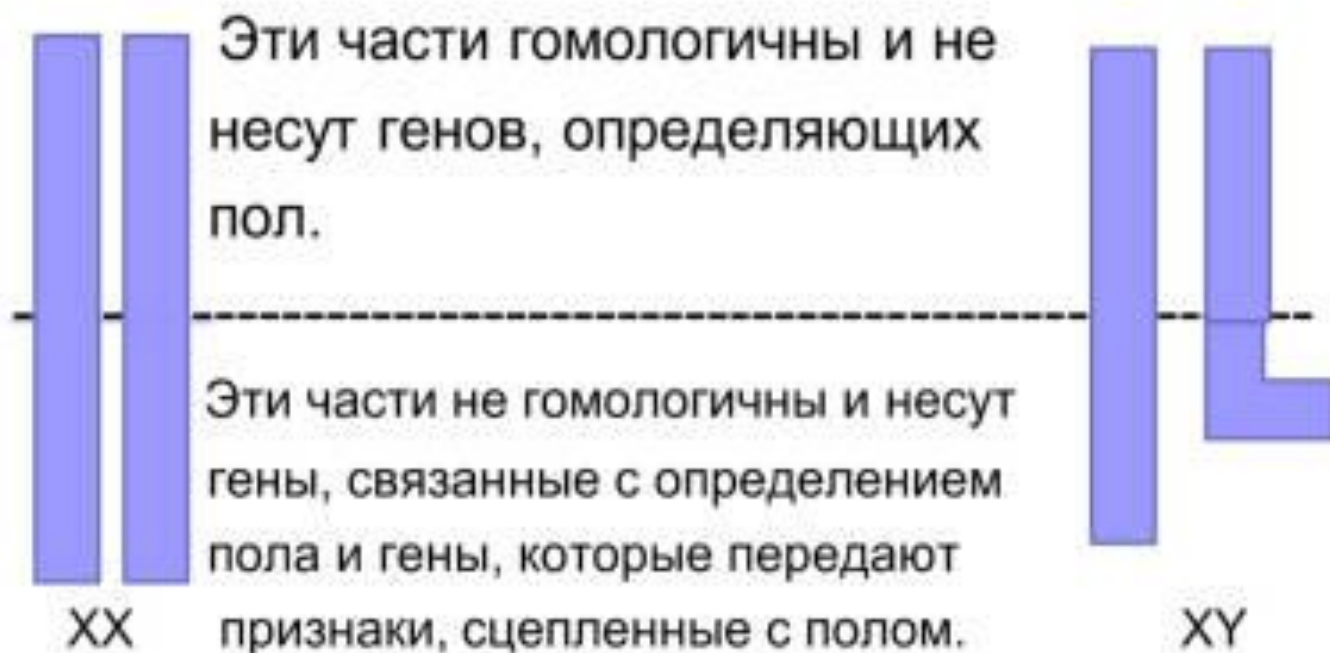 Эти части гомологичны и не
несут генов, определяющих
пол.
Эти части не гомологичны и несут
гены, связанные с определением
пола и гены, которые передают
признаки, сцепленные с полом.
XX
XY